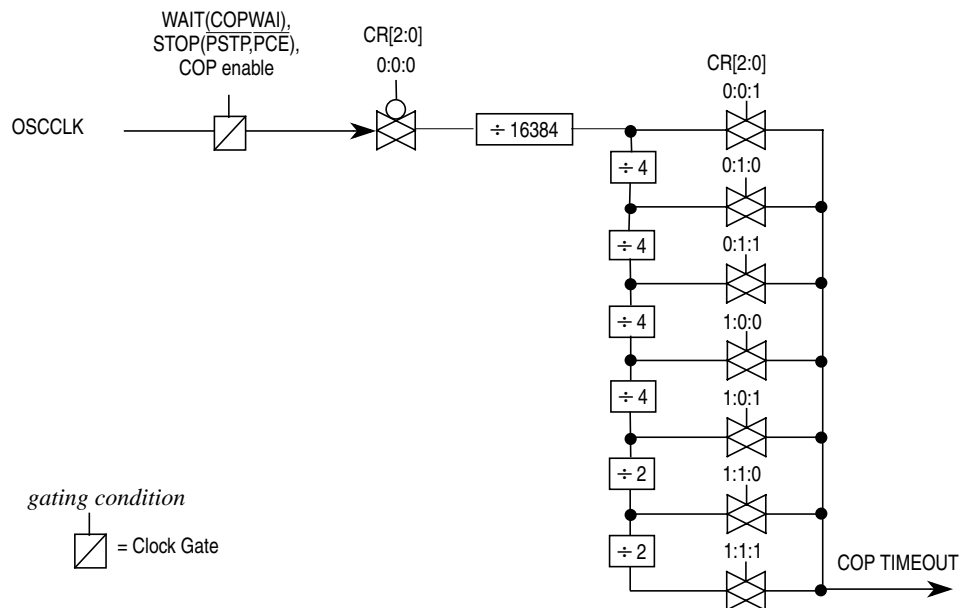 WAIT(COPWAI),
STOP(PSTP,PCE),
COP enable
CR[2:0]
0:0:0
OSCCLK
÷ 16384
CR[2:0]
0:0:1
÷ 4
0:1:0
÷ 4
0:1:1
÷ 4
1:0:0
÷ 4
1:0:1
÷ 2
1:1:0
÷ 2
1:1:1
COP TIMEOUT
gating condition
= Clock Gate